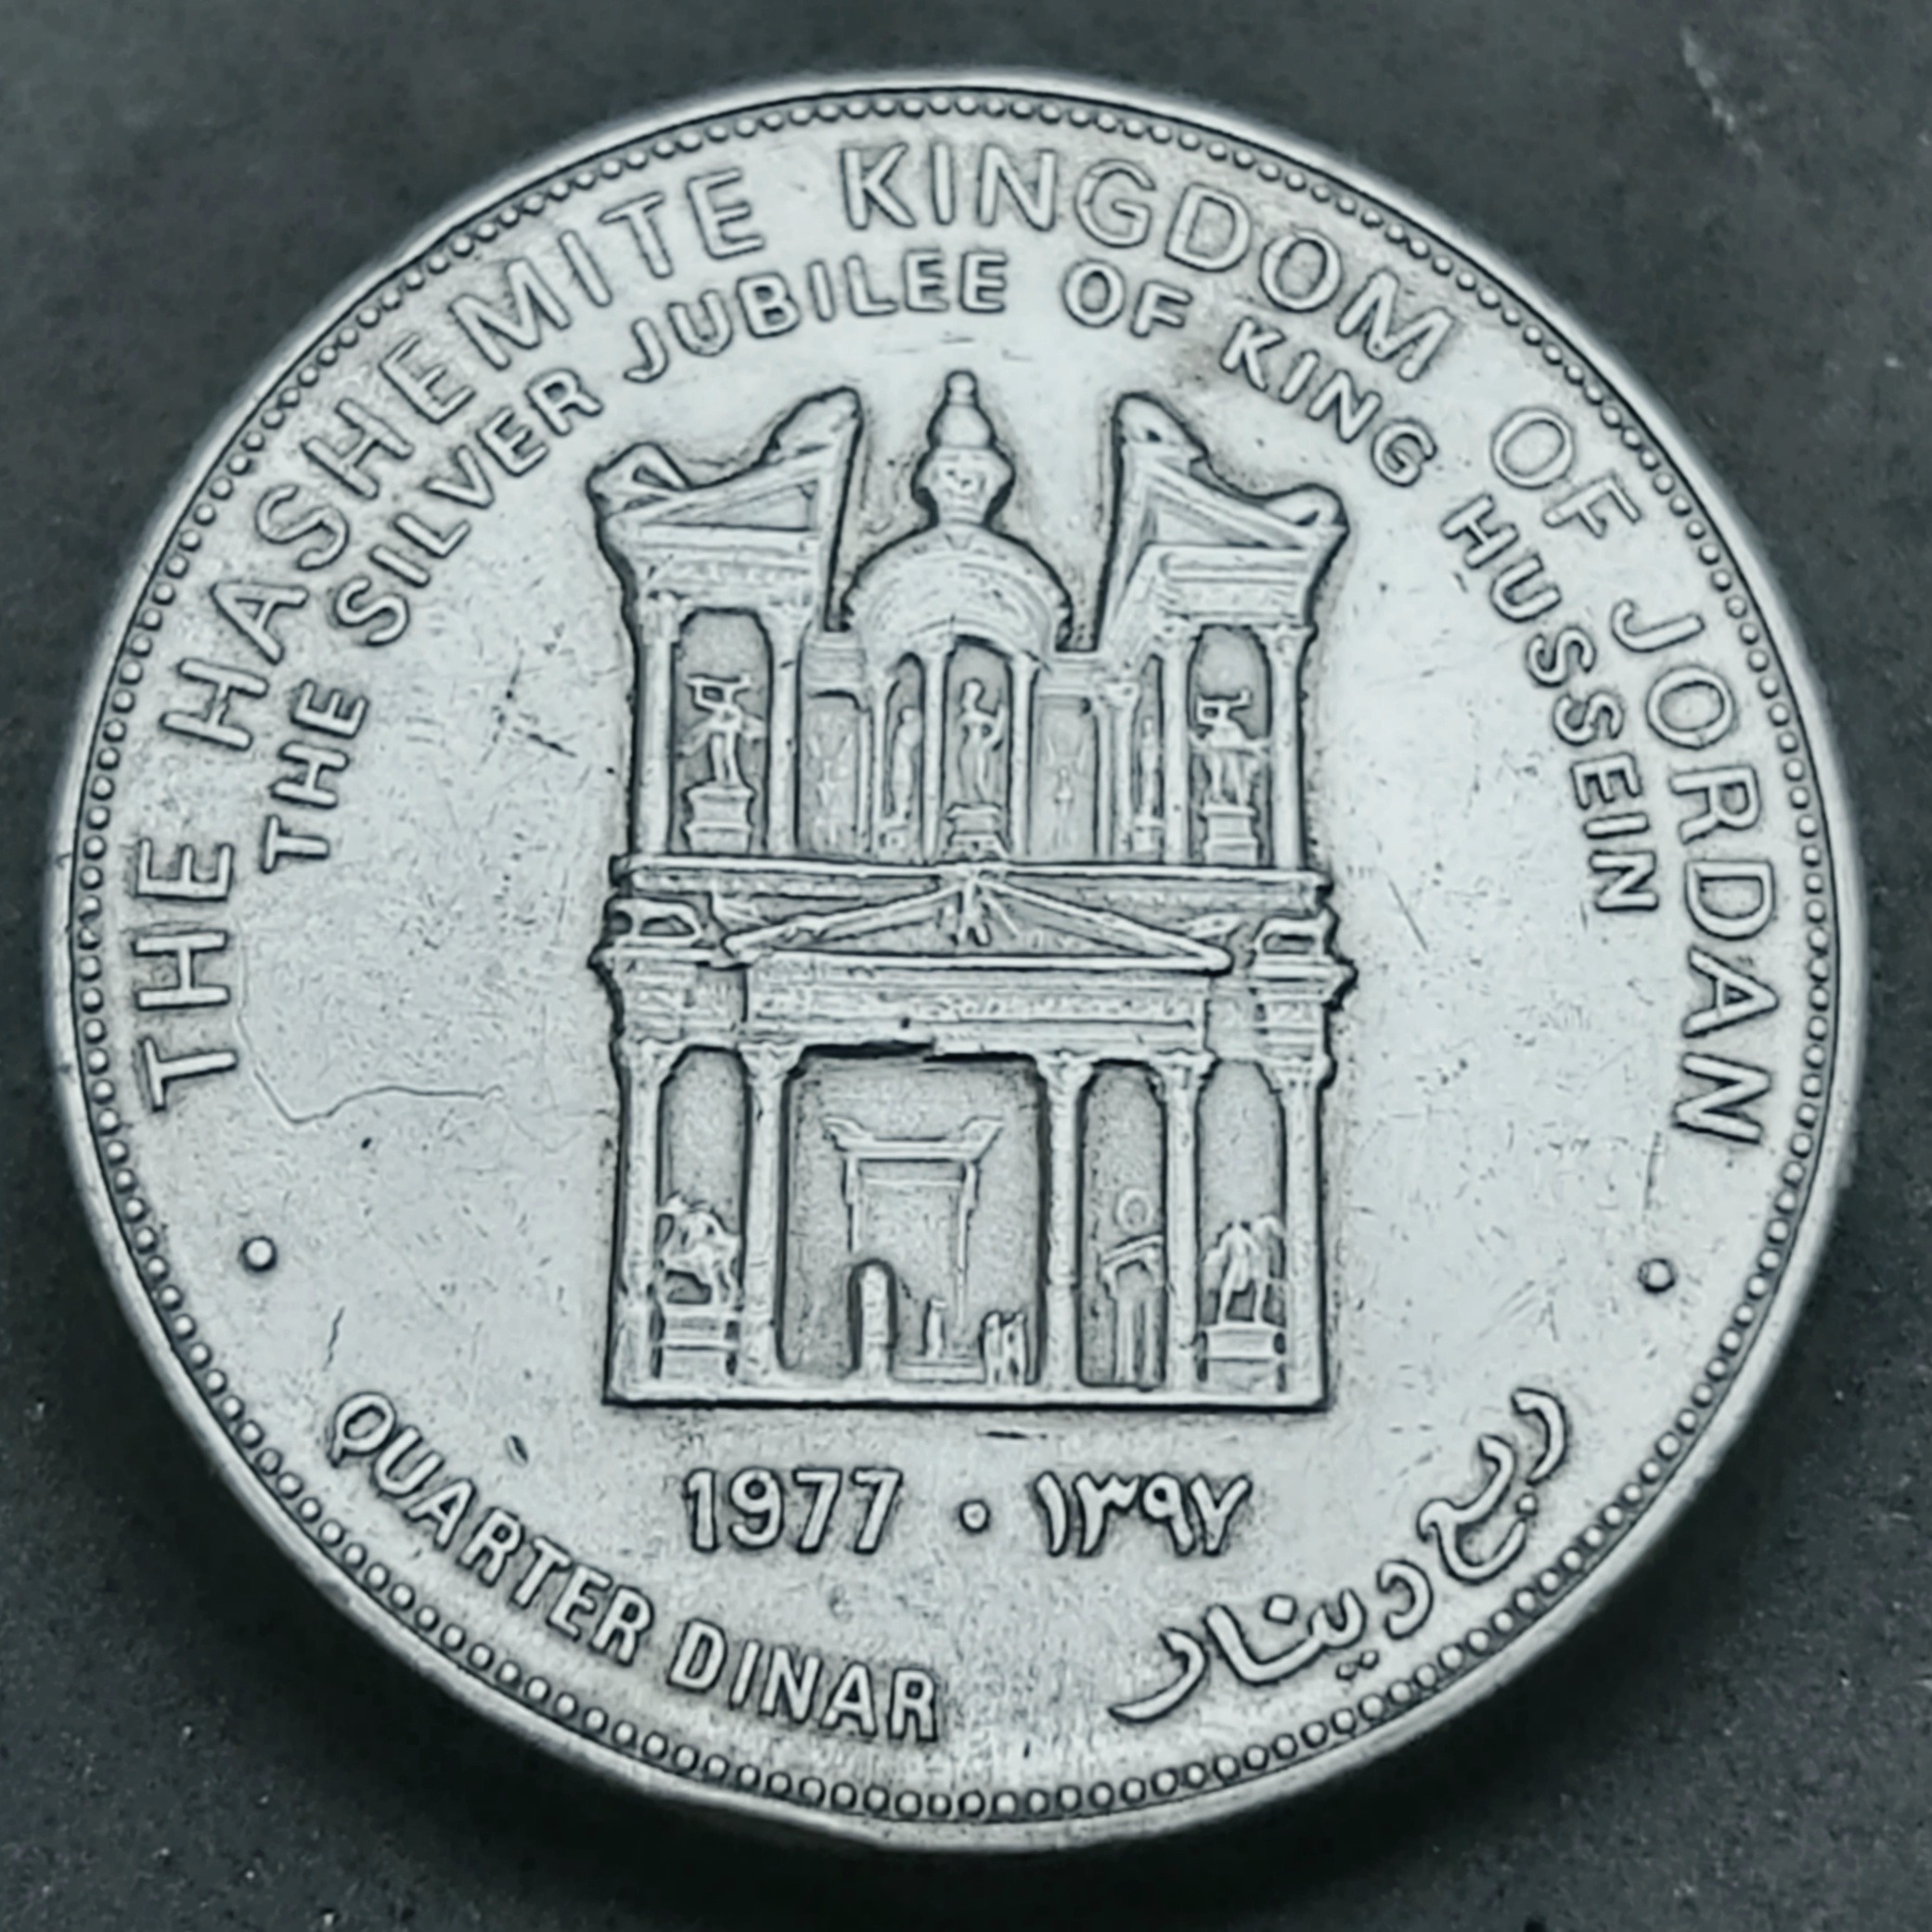 THE HASHEMITE KINGDOM OF JORDAN
THE SILVER JUBILEE OF KING HUSSEIN
1977 • ١٣٩٧
QUARTER DINAR
ربع دينار